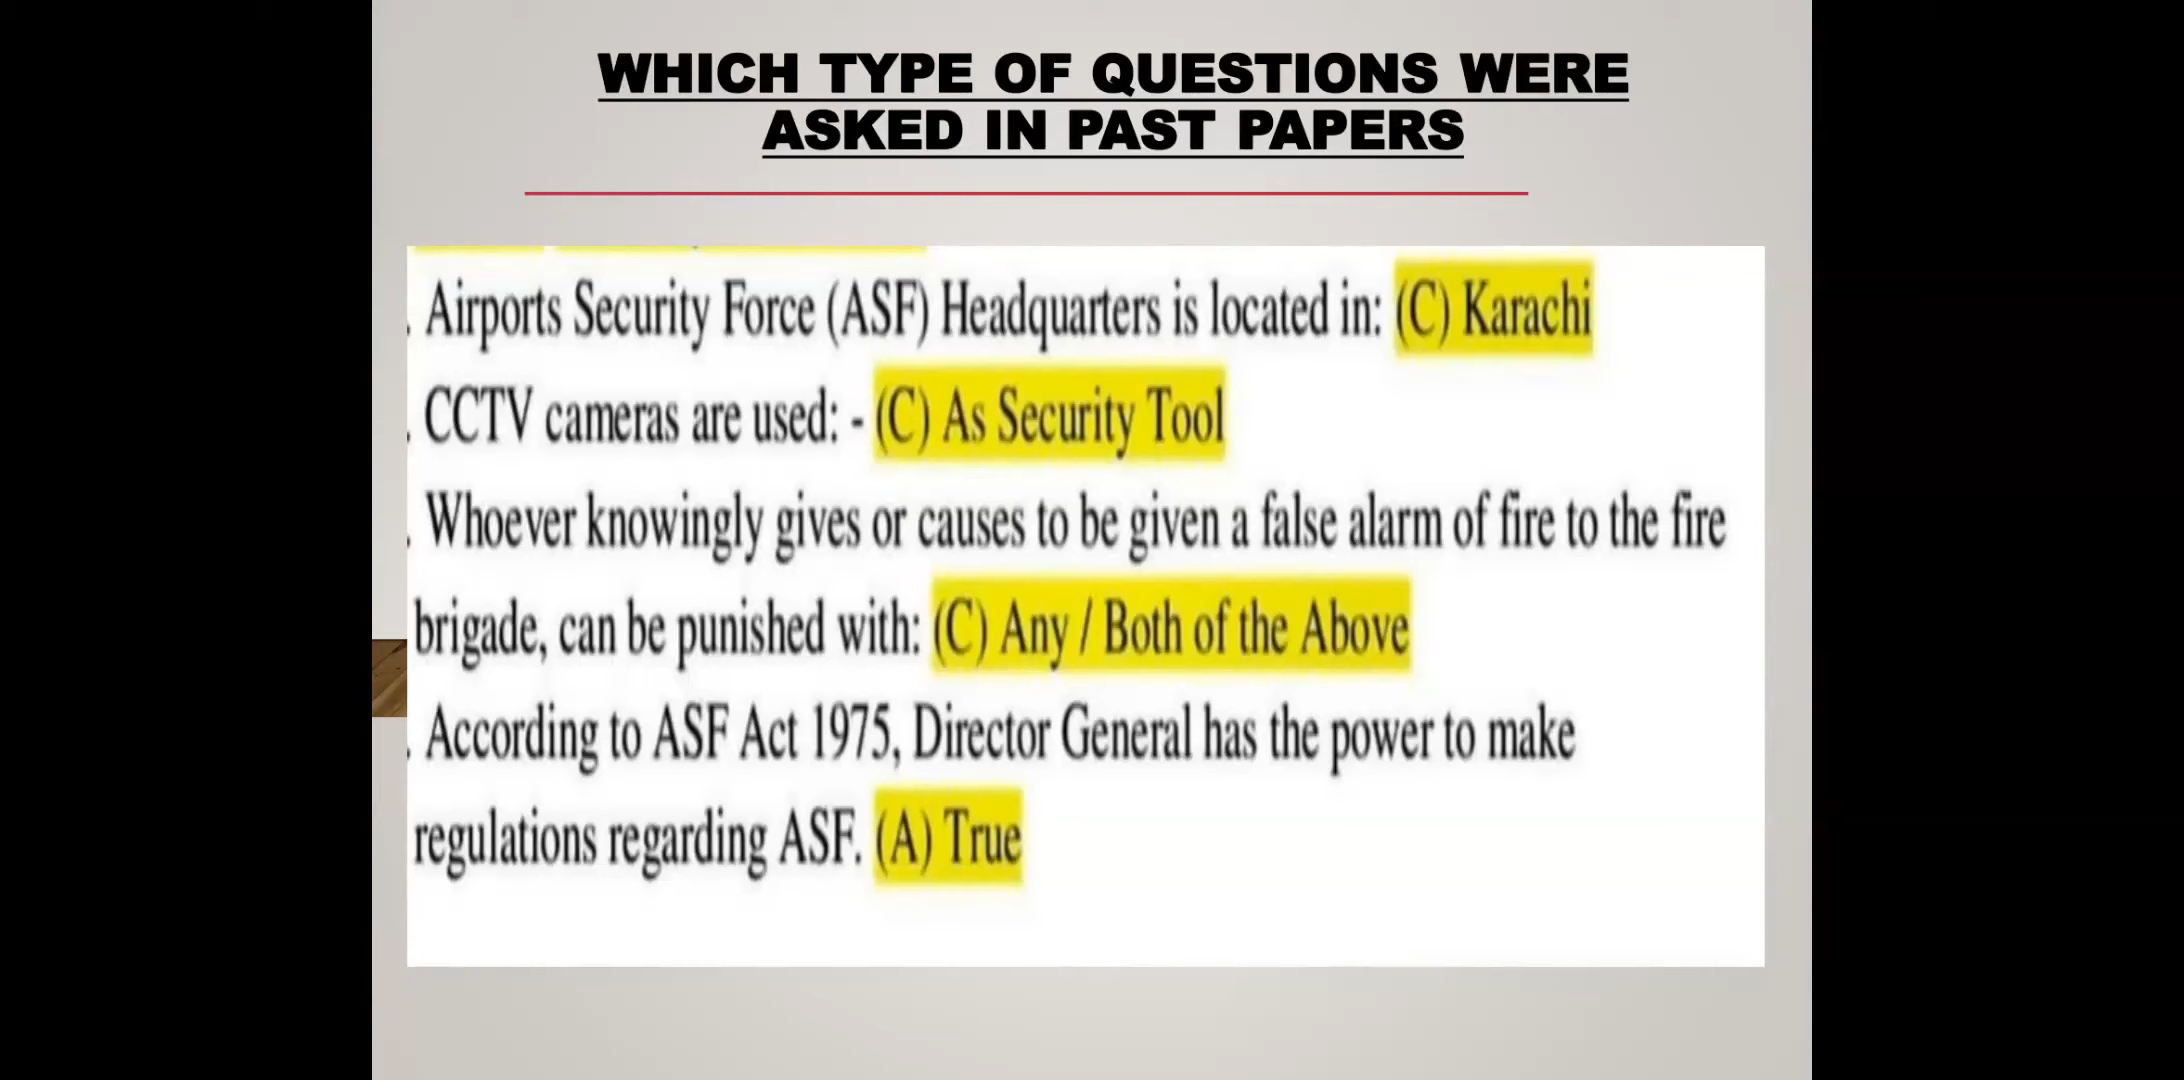 WHICH TYPE OF QUESTIONS WERE
ASKED IN PAST PAPERS
. Airports Security Force (ASF) Headquarters is located in: (C) Karachi
. CCTV cameras are used: - (C) As Security Tool
. Whoever knowingly gives or causes to be given a false alarm of fire to the fire
brigade, can be punished with: (C) Any / Both of the Above
. According to ASF Act 1975, Director General has the power to make
regulations regarding ASF. (A) True